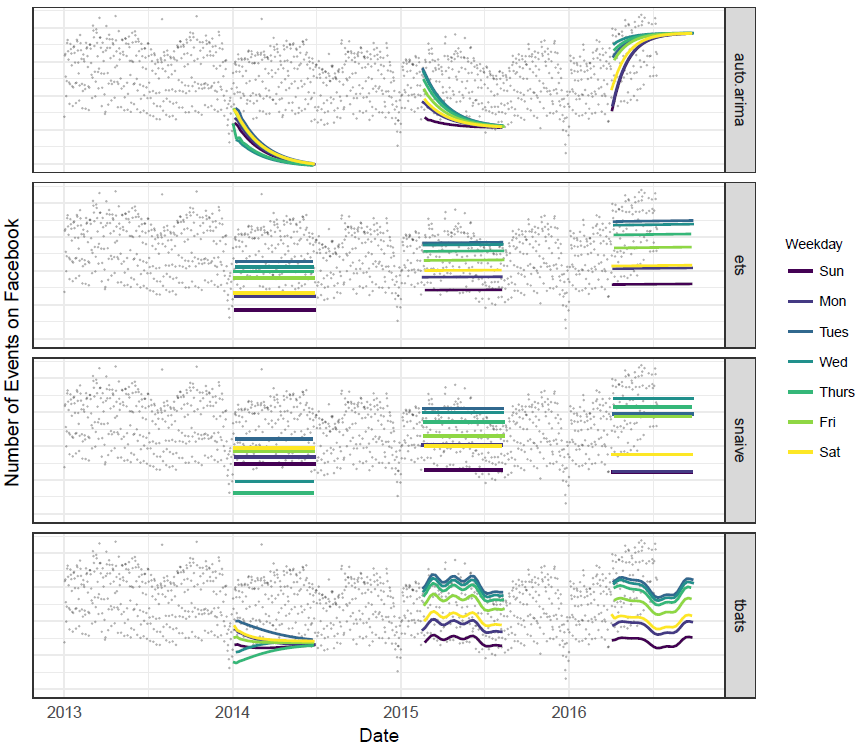 Number of Events on Facebook
auto.arima
ets
snaive
tbats
2013 2014 2015 2016
Date
Weekday
Sun
Mon
Tues
Wed
Thurs
Fri
Sat